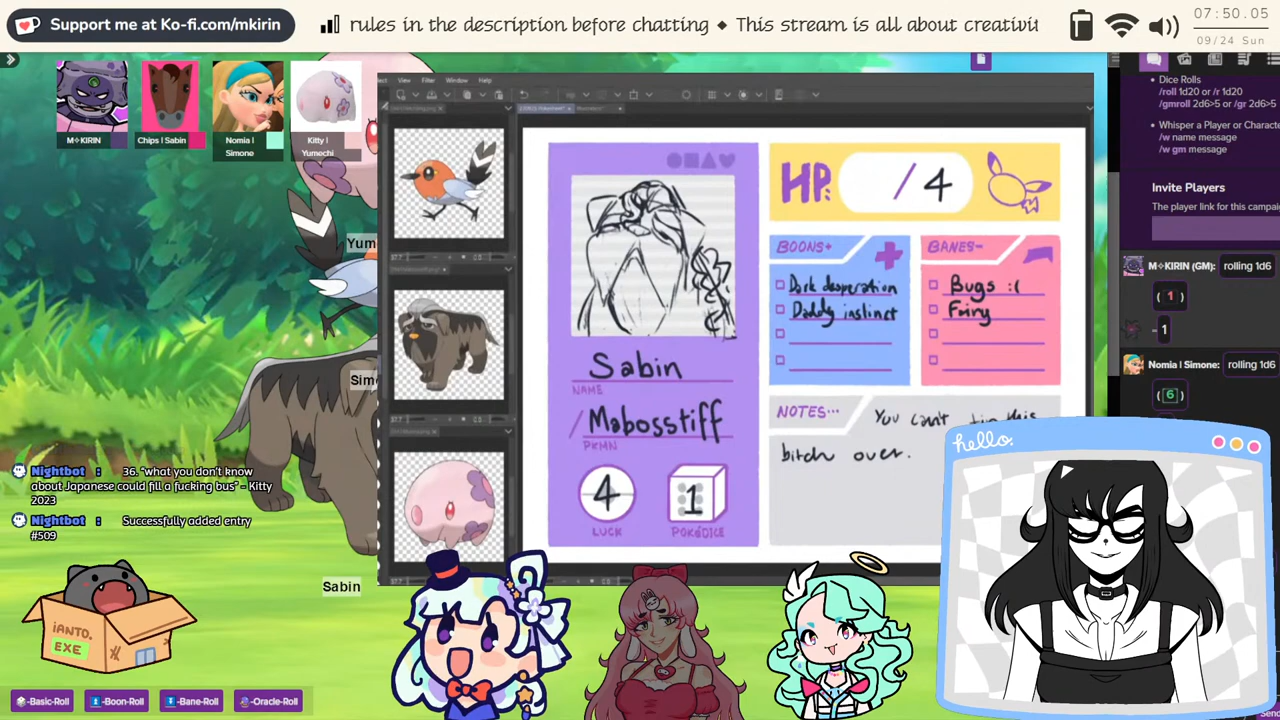 Support me at Ko-fi.com/mkirin
rules in the description before chatting ◆ This stream is all about creativit
07:50.05
09/24 Sun
M✧KIRIN
Chips | Sabin
Nomia |
Simone
Kitty |
Yumochi
Filter
Window
Help
Yum
Sim
Sabin
HP:
/4
BOONS+
Dark desperation
Daddy instinct
BANES-
Bugs :(
Fairy
Sabin
NAME
/Mabosstiff
PKMN
4
LUCK
1
POKéDICE
NOTES...
You can't tip this
bitch over.
Dice Rolls
/roll 1d20 or /r 1d20
/gmroll 2d6>5 or /gr 2d6>5
Whisper a Player or Characte
/w name message
/w gm message
Invite Players
The player link for this campai
M✧KIRIN (GM):
rolling 1d6
(1)
=1
Nomia | Simone:
rolling 1d6
(6)
Nightbot : 36. "what you don't know
about Japanese could fill a fucking bus" - Kitty
2023
Nightbot : Successfully added entry
#509
iANTO.
EXE
hello.
Basic-Roll
-Boon-Roll
-Bane-Roll
-Oracle-Roll